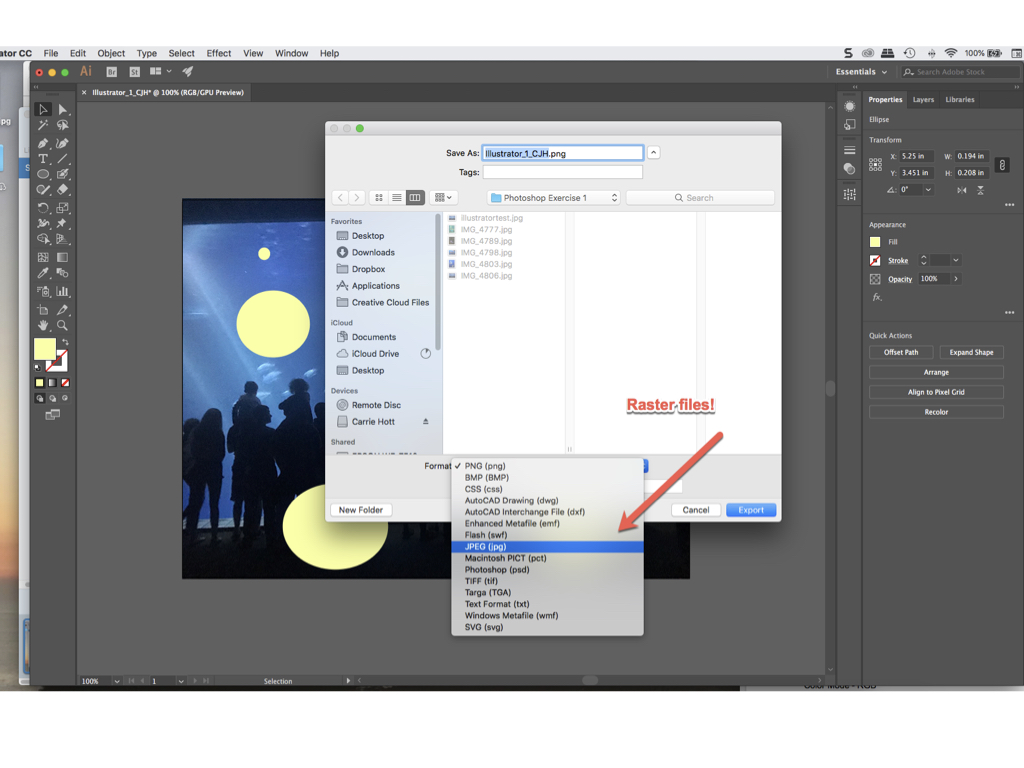 ator CC File Edit Object Type Select Effect View Window Help 100%
Ai Br St Essentials Search Adobe Stock
× Illustrator_1_CJH* @ 100% (RGB/GPU Preview)
Properties Layers Libraries
Ellipse
Transform
X: 5.25 in W: 0.194 in
Y: 3.451 in H: 0.208 in
0°
Appearance
Fill
Stroke
Opacity 100%
fx.
Quick Actions
Offset Path Expand Shape
Arrange
Align to Pixel Grid
Recolor
pg
Save As: Illustrator_1_CJH.png
Tags:
Photoshop Exercise 1 Search
Favorites
Desktop
Downloads
Dropbox
Applications
Creative Cloud Files
iCloud
Documents
iCloud Drive
Desktop
Devices
Remote Disc
Carrie Hott
Shared
Illustratortest.jpg
IMG_4777.jpg
IMG_4789.jpg
IMG_4798.jpg
IMG_4803.jpg
IMG_4806.jpg
Raster files!
Format ✓ PNG (png)
BMP (BMP)
CSS (css)
AutoCAD Drawing (dwg)
AutoCAD Interchange File (dxf)
Enhanced Metafile (emf)
Flash (swf)
JPEG (jpg)
Macintosh PICT (pct)
Photoshop (psd)
TIFF (tif)
Targa (TGA)
Text Format (txt)
Windows Metafile (wmf)
SVG (svg)
New Folder Cancel Export
100% 1 Selection
Color Mode - RGB